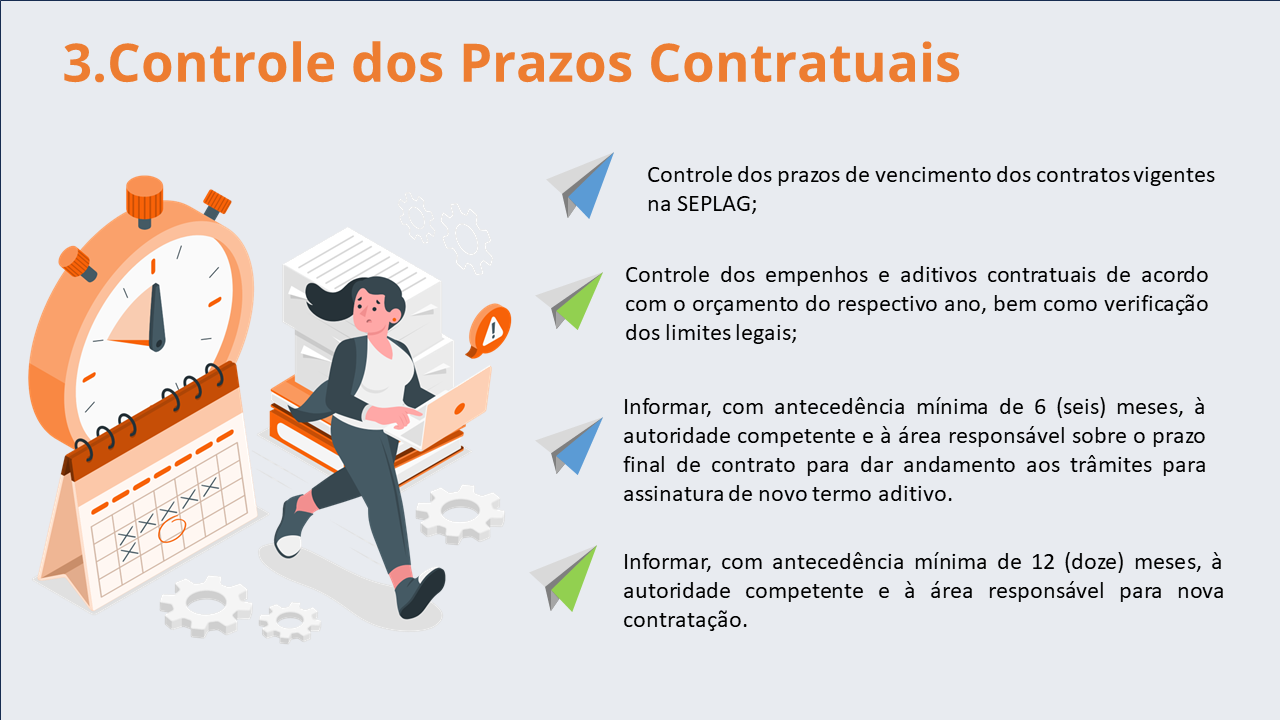 3.Controle dos Prazos Contratuais
Controle dos prazos de vencimento dos contratos vigentes
na SEPLAG;
Controle dos empenhos e aditivos contratuais de acordo
com o orçamento do respectivo ano, bem como verificação
dos limites legais;
Informar, com antecedência mínima de 6 (seis) meses, à
autoridade competente e à área responsável sobre o prazo
final de contrato para dar andamento aos trâmites para
assinatura de novo termo aditivo.
Informar, com antecedência mínima de 12 (doze) meses, à
autoridade competente e à área responsável para nova
contratação.